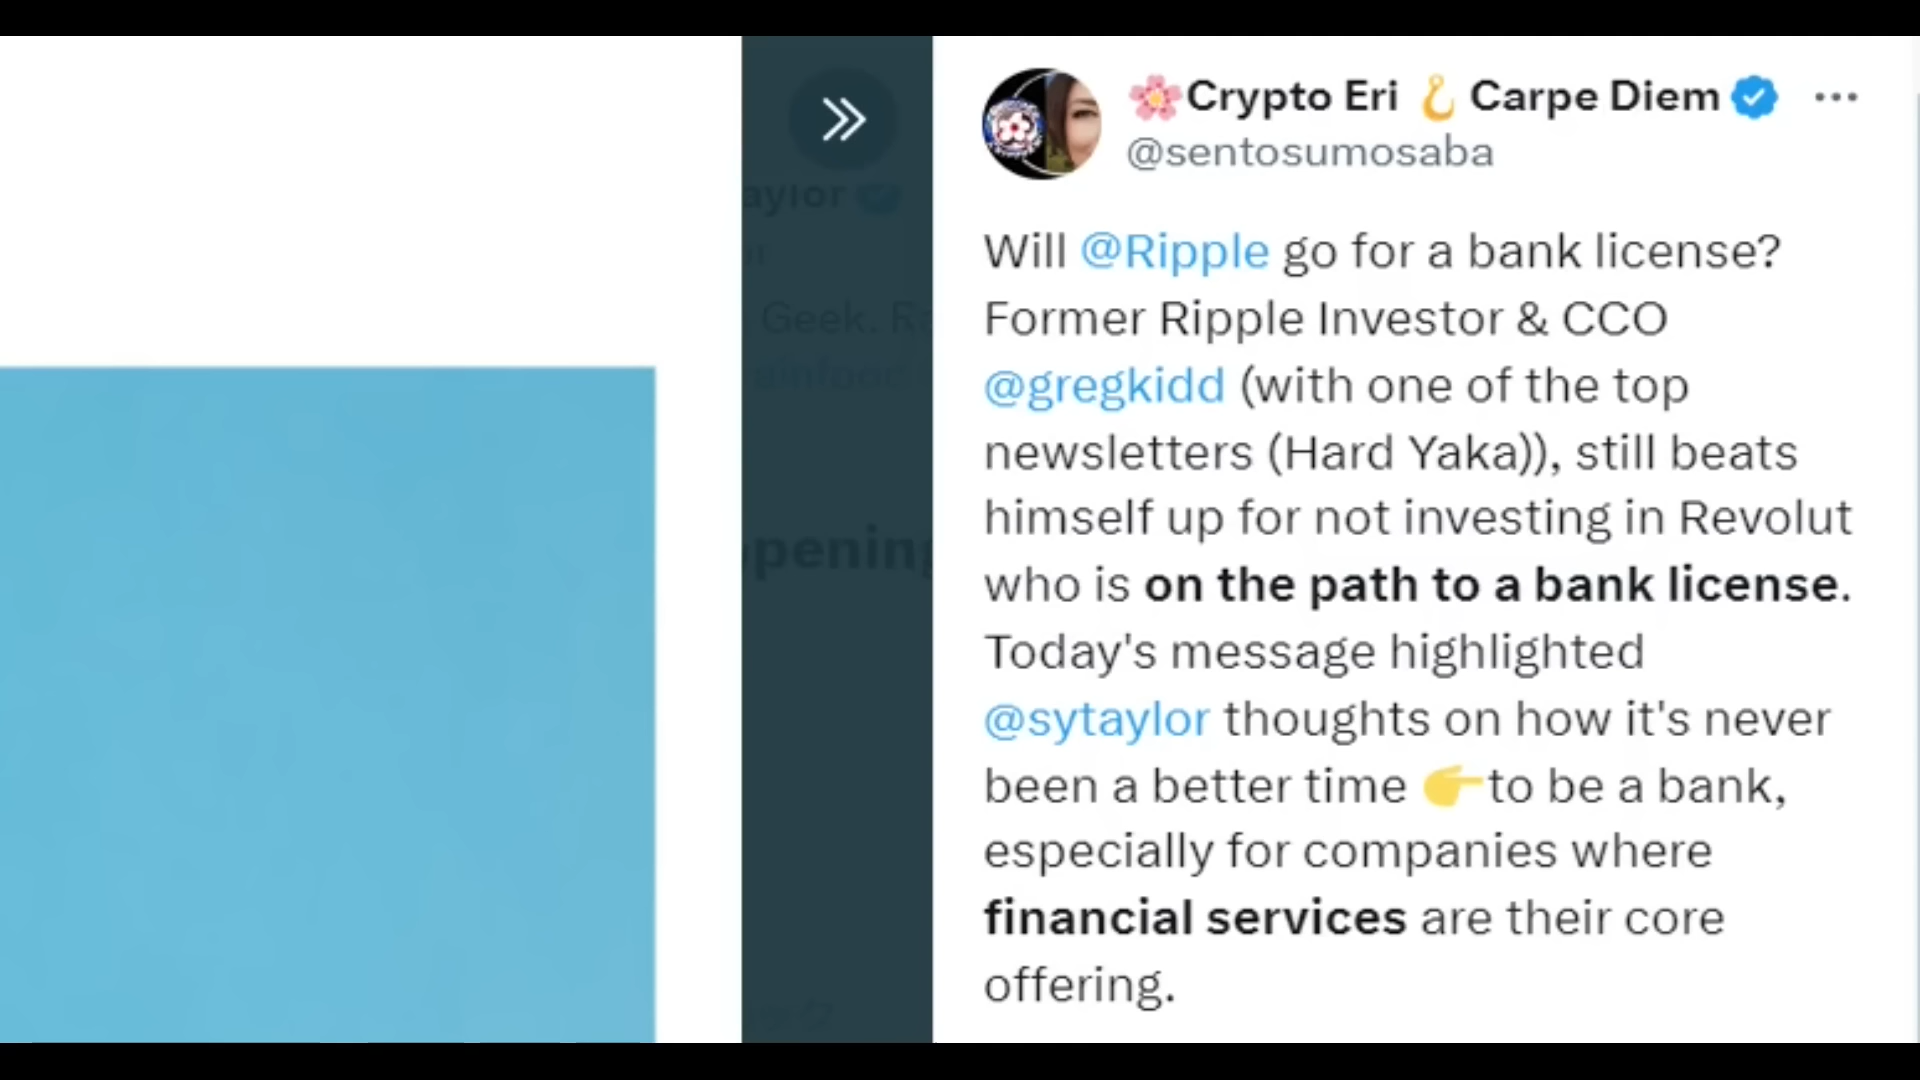 🌸Crypto Eri 🪝 Carpe Diem
@sentosumosaba
Will @Ripple go for a bank license?
Former Ripple Investor & CCO
@gregkidd (with one of the top
newsletters (Hard Yaka)), still beats
himself up for not investing in Revolut
who is on the path to a bank license.
Today's message highlighted
@sytaylor thoughts on how it's never
been a better time 👉to be a bank,
especially for companies where
financial services are their core
offering.
aylor
Geek.
pening